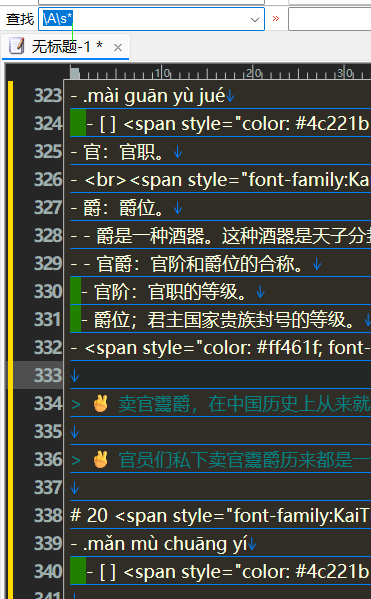 查找 \A\s*
无标题-1 *
10 20 30
323 - .mài guān yù jué↓
324 - [ ] <span style="color: #4c221b
325 - 官：官职。↓
326 - <br><span style="font-family:Kai
327 - 爵：爵位。↓
328 - - 爵是一种酒器。这种酒器是天子分封
329 - - 官爵：官阶和爵位的合称。↓
330 - 官阶：官职的等级。↓
331 - 爵位；君主国家贵族封号的等级。↓
332 - <span style="color: #ff461f; font-
333 ↓
334 > ✌ 卖官鬻爵，在中国历史上从来就
335 ↓
336 > ✌ 官员们私下卖官鬻爵历来都是一
337 ↓
338 # 20 <span style="font-family:KaiT
339 - .mǎn mù chuāng yí↓
340 - [ ] <span style="color: #4c221b
341